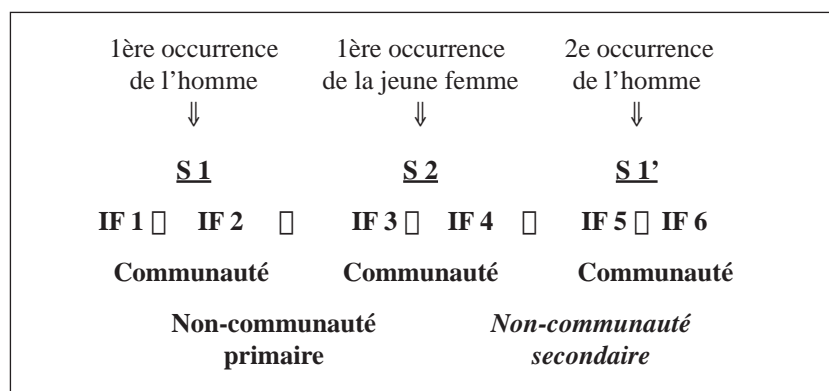 1ère occurrence 1ère occurrence 2e occurrence
de l’homme de la jeune femme de l’homme
⇓ ⇓ ⇓
S 1 S 2 S 1’
IF 1 □ IF 2 □ IF 3 □ IF 4 □ IF 5 □ IF 6
Communauté Communauté Communauté
Non-communauté Non-communauté
primaire secondaire